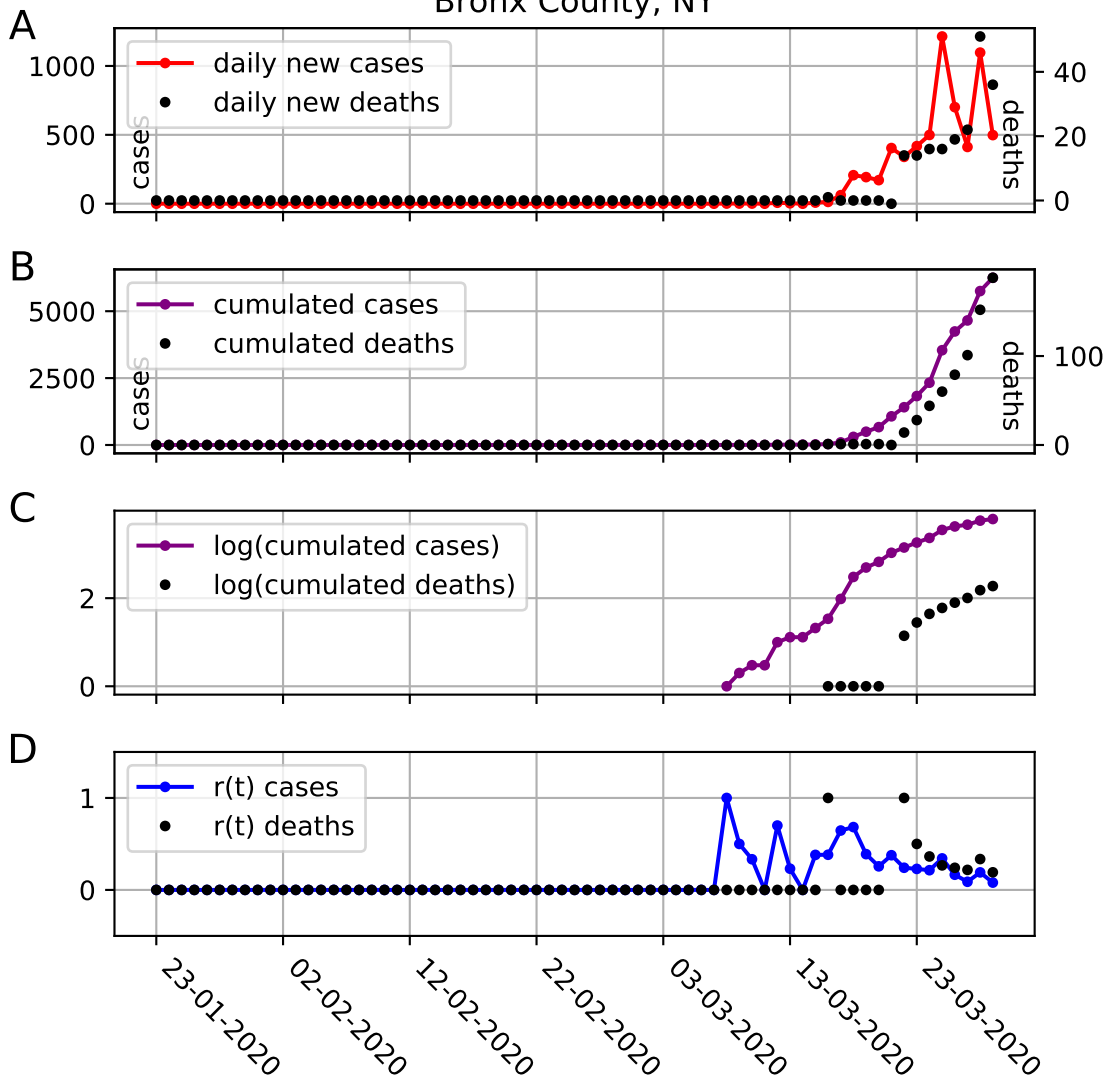 Bronx County, NY
A
daily new cases
daily new deaths
1000
500
0
cases
40
20
0
deaths
B
cumulated cases
cumulated deaths
5000
2500
0
cases
100
0
deaths
C
log(cumulated cases)
log(cumulated deaths)
2
0
D
r(t) cases
r(t) deaths
1
0
23-01-2020
02-02-2020
12-02-2020
22-02-2020
03-03-2020
13-03-2020
23-03-2020